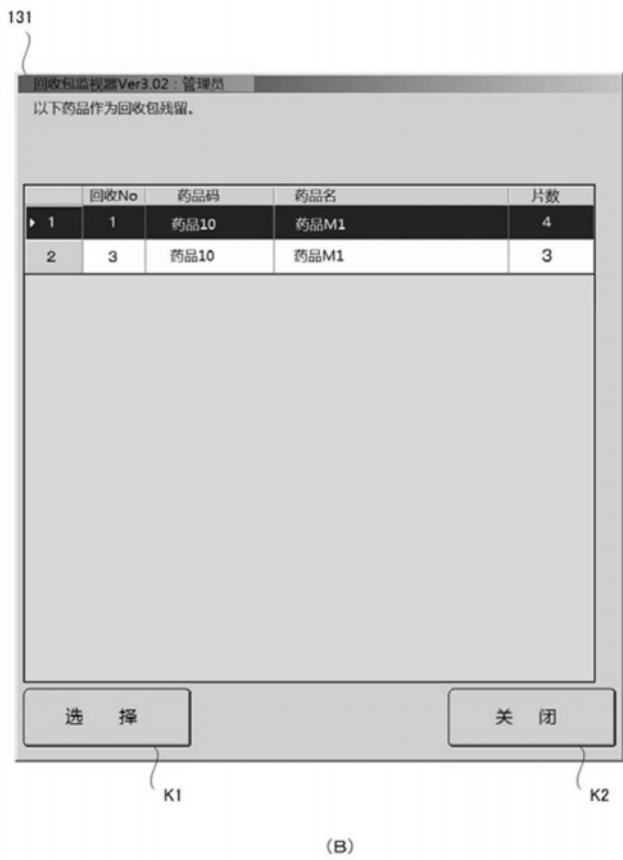 131
回收包监视器Ver3.02：管理员
以下药品作为回收包残留。
回收No 药品码 药品名 片数
1 1 药品10 药品M1 4
2 3 药品10 药品M1 3
选 择 关 闭
K1 K2
(B)